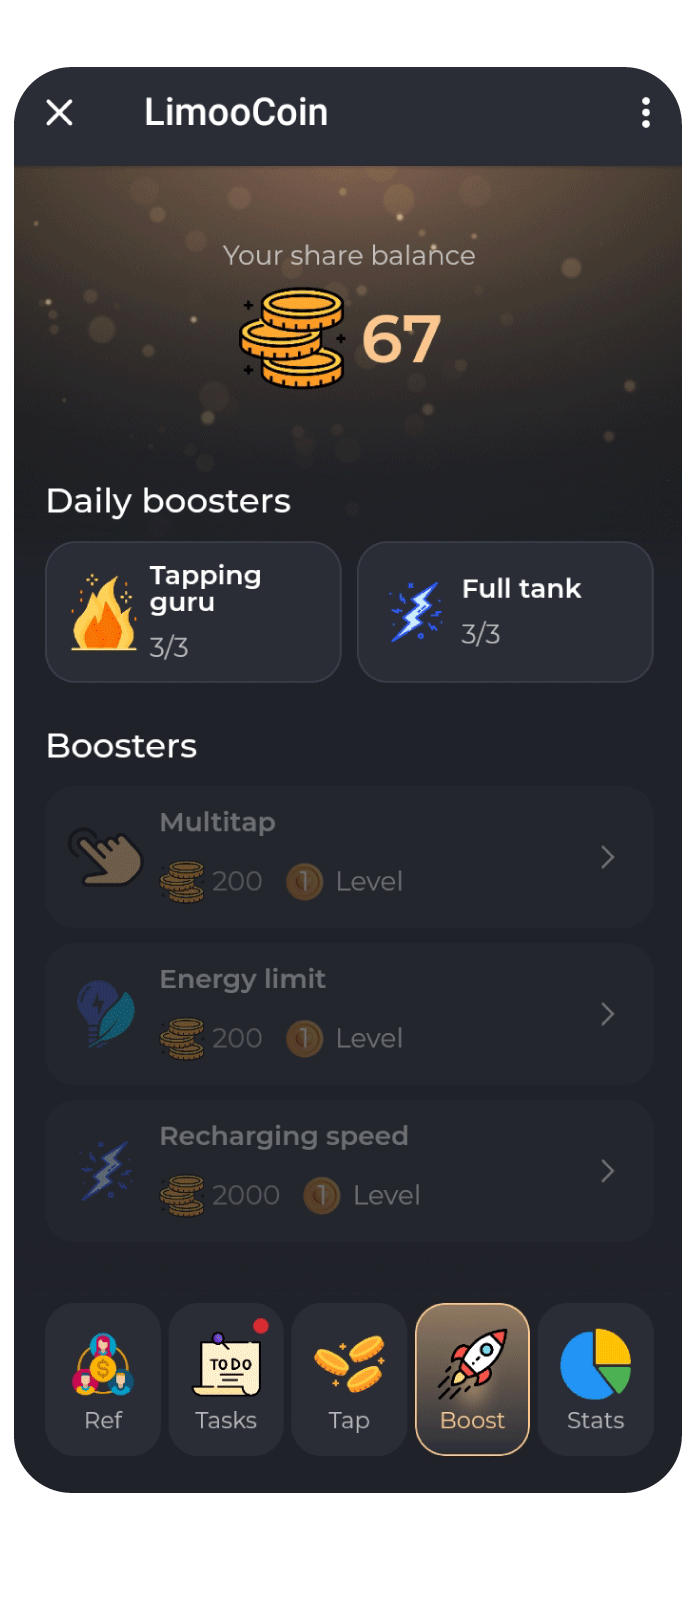 LimooCoin
Your share balance
67
Daily boosters
Tapping
guru
3/3
Full tank
3/3
Boosters
Multitap
200 1 Level
Energy limit
200 1 Level
Recharging speed
2000 1 Level
TO DO
Ref
Tasks
Tap
Boost
Stats